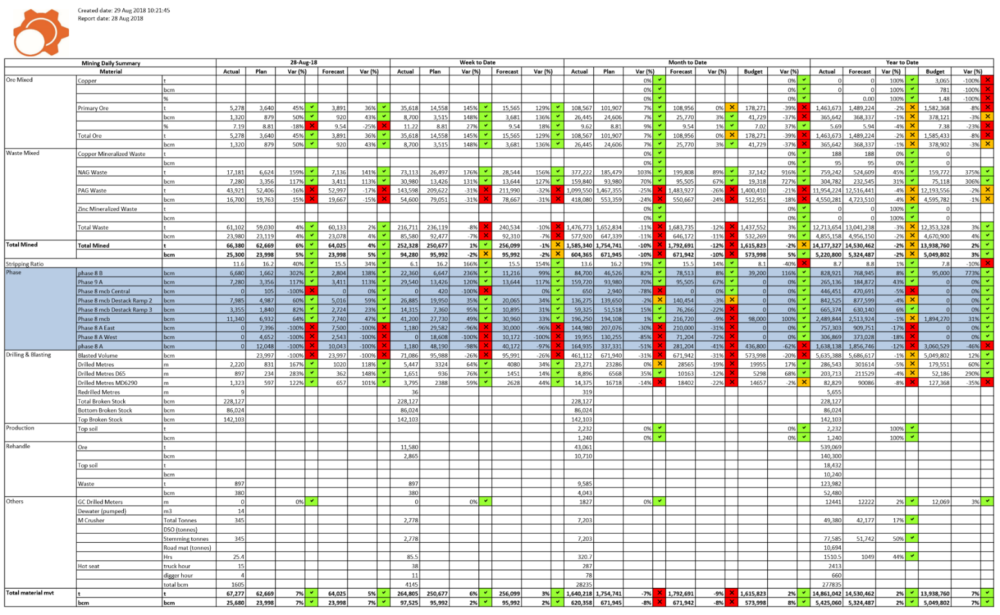 Created date: 29 Aug 2018 10:21:45
Report date: 28 Aug 2018
Mining Daily Summary 28-Aug-18 Week to Date Month to Date Year to Date
Material Actual Plan Var (%) Forecast Var (%) Actual Plan Var (%) Forecast Var (%) Actual Plan Var (%) Forecast Var (%) Budget Var (%) Actual Forecast Var (%) Budget Var (%)
Ore Mixed Copper t 0% 0% 0 0 100% 3,065 -100%
bcm 0% 0% 0 0 100% 781 -100%
% 0% 0% 0.00 100% 1.48 -100%
Primary Ore t 5,278 3,640 45% 3,891 36% 35,618 14,558 145% 15,565 129% 108,567 101,907 7% 108,956 0% 178,271 -39% 1,463,673 1,489,224 -2% 1,582,368 -8%
bcm 1,320 879 50% 920 43% 8,700 3,515 148% 3,681 136% 26,445 24,606 7% 25,770 3% 41,729 -37% 365,642 368,337 -1% 378,121 -3%
% 7.19 8.81 -18% 9.54 -25% 11.22 8.81 27% 9.54 18% 9.62 8.81 9% 9.54 1% 7.02 37% 5.69 5.94 -4% 7.38 -23%
Total Ore t 5,278 3,640 45% 3,891 36% 35,618 14,558 145% 15,565 129% 108,567 101,907 7% 108,956 0% 178,271 -39% 1,463,673 1,489,224 -2% 1,585,433 -8%
bcm 1,320 879 50% 920 43% 8,700 3,515 148% 3,681 136% 26,445 24,606 7% 25,770 3% 41,729 -37% 365,642 368,337 -1% 378,902 -3%
Waste Mixed Copper Mineralized Waste t 0% 0% 188 188 0% 0
bcm 0% 0% 95 95 0% 0
NAG Waste t 17,181 6,624 159% 7,136 141% 73,113 26,497 176% 28,544 156% 377,222 185,479 103% 199,808 89% 37,142 916% 759,242 524,609 45% 159,772 375%
bcm 7,280 3,356 117% 3,411 113% 30,980 13,426 131% 13,644 127% 159,840 93,980 70% 95,505 67% 19,318 727% 304,782 232,545 31% 75,118 306%
PAG Waste t 43,921 52,406 -16% 52,997 -17% 143,598 209,622 -31% 211,990 -32% 1,099,550 1,467,355 -25% 1,483,927 -26% 1,400,410 -21% 11,954,224 12,516,441 -4% 12,193,556 -2%
bcm 16,700 19,763 -15% 19,667 -15% 54,600 79,051 -31% 78,667 -31% 418,080 553,359 -24% 550,667 -24% 512,951 -18% 4,550,281 4,723,510 -4% 4,595,782 -1%
Zinc Mineralized Waste t 0% 0% 0 0 100% 0
bcm 0% 0% 0 0 100% 0
Total Waste t 61,102 59,030 4% 60,133 2% 216,711 236,119 -8% 240,534 -10% 1,476,773 1,652,834 -11% 1,683,735 -12% 1,437,552 3% 12,713,654 13,041,238 -3% 12,353,328 3%
bcm 23,980 23,119 4% 23,078 4% 85,580 92,477 -7% 92,310 -7% 577,920 647,339 -11% 646,172 -11% 532,269 9% 4,855,158 4,956,150 -2% 4,670,900 4%
Total Mined Total Mined t 66,380 62,669 6% 64,025 4% 252,328 250,677 1% 256,099 -1% 1,585,340 1,754,741 -10% 1,792,691 -12% 1,615,823 -2% 14,177,327 14,530,462 -2% 13,938,760 2%
bcm 25,300 23,998 5% 23,998 5% 94,280 95,992 -2% 95,992 -2% 604,365 671,945 -10% 671,942 -10% 573,998 5% 5,220,800 5,324,487 -2% 5,049,802 3%
Stripping Ratio 11.6 16.2 40% 15.5 34% 6.1 16.2 166% 15.5 154% 13.6 16.2 19% 15.5 14% 8.1 -40% 8.7 8.8 1% 7.8 -10%
Phase phase 8 B bcm 6,680 1,662 302% 2,804 138% 22,360 6,647 236% 11,216 99% 84,700 46,526 82% 78,513 8% 39,200 116% 828,921 768,945 8% 95,000 773%
Phase 9 A bcm 7,280 3,356 117% 3,411 113% 29,540 13,426 120% 13,644 117% 159,720 93,980 70% 95,505 67% 0 0% 265,136 184,872 43% 0 0%
Phase 8 mcb Central bcm 0 105 -100% 0 0% 0 420 -100% 0 0% 650 2,940 -78% 0 0% 0 0% 446,451 470,691 -5% 0 0%
Phase 8 mcb Destack Ramp 2 bcm 7,985 4,987 60% 5,016 59% 26,885 19,950 35% 20,065 34% 136,275 139,650 -2% 140,454 -3% 0 0% 842,525 877,599 -4% 0 0%
Phase 8 mcb Destack Ramp 3 bcm 3,355 1,840 82% 2,724 23% 14,315 7,360 95% 10,895 31% 59,325 51,518 15% 76,266 -22% 0 0% 665,374 630,140 6% 0 0%
Phase 8 mcb bcm 11,340 6,932 64% 7,740 47% 41,200 27,730 49% 30,960 33% 196,250 194,108 1% 216,720 -9% 98,000 100% 2,489,844 2,513,924 -1% 1,894,270 31%
Phase 8 A East bcm 0 7,396 -100% 7,500 -100% 1,180 29,582 -96% 30,000 -96% 144,980 207,076 -30% 210,000 -31% 0 0% 757,303 909,751 -17% 0 0%
Phase 8 A West bcm 0 4,652 -100% 2,543 -100% 0 18,608 -100% 10,172 -100% 19,955 130,255 -85% 71,204 -72% 0 0% 306,869 373,028 -18% 0 0%
phase 8 A bcm 0 12,048 -100% 10,043 -100% 1,180 48,190 -98% 40,172 -97% 164,935 337,331 -51% 281,204 -41% 436,800 -62% 1,638,138 1,856,746 -12% 3,060,529 -46%
Drilling & Blasting Blasted Volume bcm 23,997 -100% 23,997 -100% 71,086 95,988 -26% 95,991 -26% 461,112 671,940 -31% 671,942 -31% 573,998 -20% 5,635,388 5,686,617 -1% 5,049,802 12%
Drilled Metres m 2,220 831 167% 1020 118% 5,447 3324 64% 4080 34% 23,271 23286 0% 28565 -19% 19955 17% 286,543 301614 -5% 179,551 60%
Drilled Metres D65 m 897 234 283% 362 148% 1,651 936 76% 1451 14% 8,896 6568 35% 10163 -12% 5298 68% 203,713 211529 -4% 52,186 290%
Drilled Metres MD6290 m 1,323 597 122% 657 101% 3,795 2388 59% 2628 44% 14,375 16718 -14% 18402 -22% 14657 -2% 82,829 90086 -8% 127,368 -35%
Redrilled Metres m 9 36 319 5,655
Total Broken Stock bcm 228,127 228,127 228,127 228,127
Bottom Broken Stock bcm 86,024 86,024 86,024 86,024
Top Broken Stock bcm 142,103 142,103 142,103 142,103
Production Top soil t 2,232 0% 0% 2,232 100%
bcm 1,240 0% 0% 1,240 100%
Rehandle Ore t 11,580 43,061 539,069
bcm 2,865 10,710 140,300
Top soil t 18,432
bcm 10,240
Waste t 897 897 9,585 123,982
bcm 380 380 4,043 52,480
Others GC Drilled Meters m 0 0% 0 0% 1827 0% 12441 12222 2% 12,069 3%
Dewater (pumped) m3 14
M Crusher Total Tonnes 345 2,778 7,203 49,380 42,177 17%
DSO (tonnes)
Stemming tonnes 345 2,778 7,203 77,585 51,742 50%
Road mat (tonnes) 10,694
Hrs 25.4 85.5 320.7 1510.5 1049 44%
Hot seat truck hour 15 38 287 2413
digger hour 4 11 78 660
total bcm 1605 4145 28235 277835
Total material mvt t t 67,277 62,669 7% 64,025 5% 264,805 250,677 6% 256,099 3% 1,640,218 1,754,741 -7% 1,792,691 -9% 1,615,823 2% 14,861,042 14,530,462 2% 13,938,760 7%
bcm bcm 25,680 23,998 7% 23,998 7% 97,525 95,992 2% 95,992 2% 620,358 671,945 -8% 671,942 -8% 573,998 8% 5,425,060 5,324,487 2% 5,049,802 7%